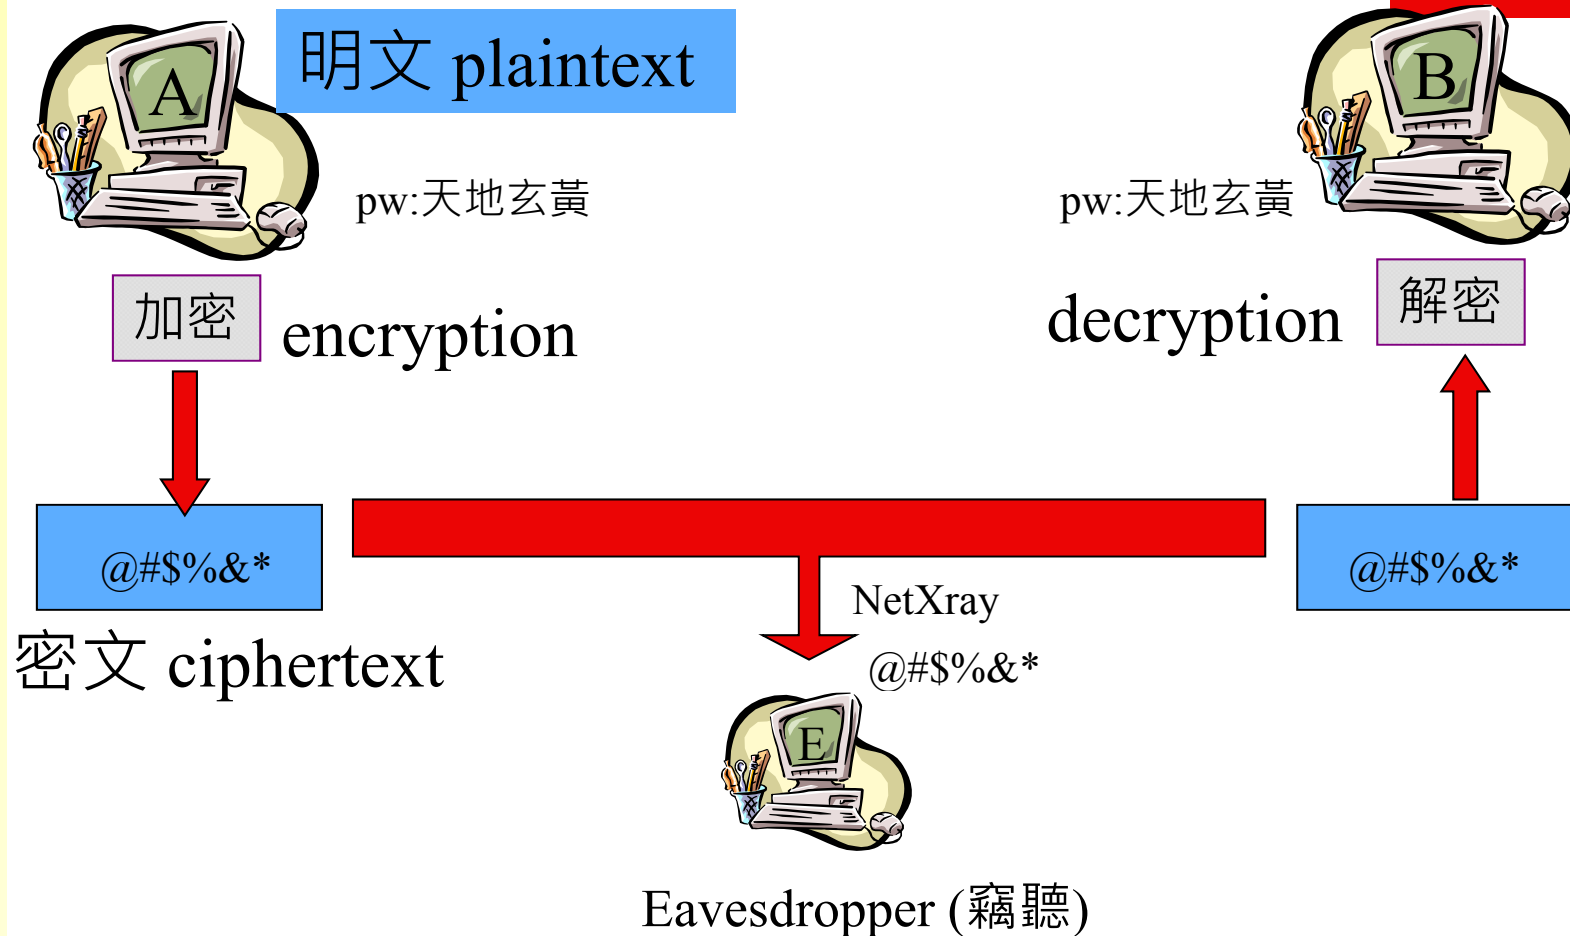 A
明文 plaintext
B
pw:天地玄黃
pw:天地玄黃
加密
encryption
decryption
解密
@#$%&*
@#$%&*
NetXray
密文 ciphertext
@#$%&*
E
Eavesdropper (竊聽)